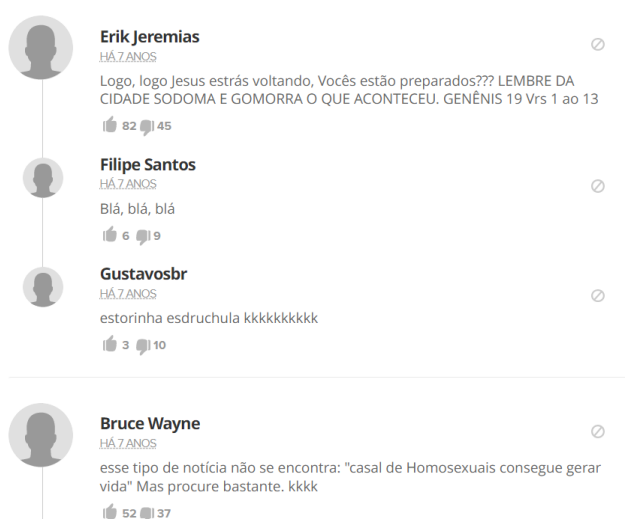 Erik Jeremias
HÁ 7 ANOS
Logo, logo Jesus estrás voltando, Vocês estão preparados??? LEMBRE DA
CIDADE SODOMA E GOMORRA O QUE ACONTECEU. GENÊNIS 19 Vrs 1 ao 13
82 45
Filipe Santos
HÁ 7 ANOS
Blá, blá, blá
6 9
Gustavosbr
HÁ 7 ANOS
estorinha esdruchula kkkkkkkkkk
3 10
Bruce Wayne
HÁ 7 ANOS
esse tipo de notícia não se encontra: "casal de Homosexuais consegue gerar
vida" Mas procure bastante. kkkk
52 37